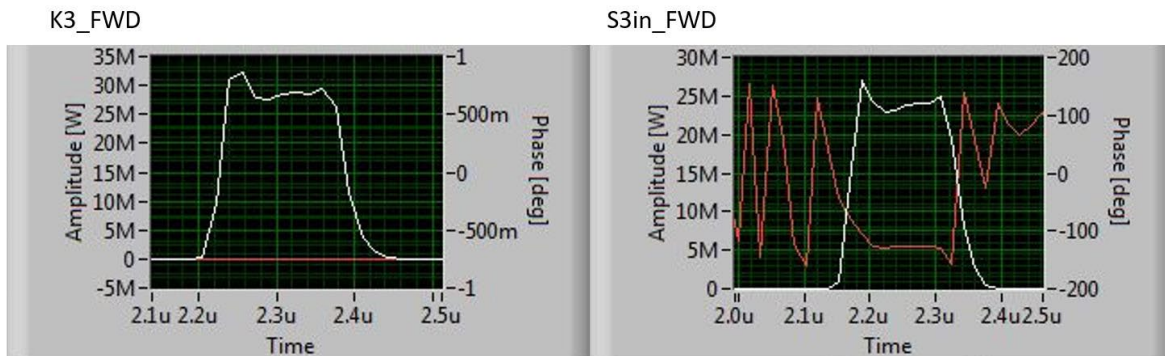 K3_FWD
S3in_FWD
35M
30M
25M
20M
15M
10M
5M
0
-5M
Amplitude [W]
1
500m
0
-500m
-1
Phase [deg]
2.1u 2.2u 2.3u 2.4u 2.5u
Time
30M
25M
20M
15M
10M
5M
0
Amplitude [W]
200
100
0
-100
-200
Phase [deg]
2.0u 2.1u 2.2u 2.3u 2.4u2.5u
Time